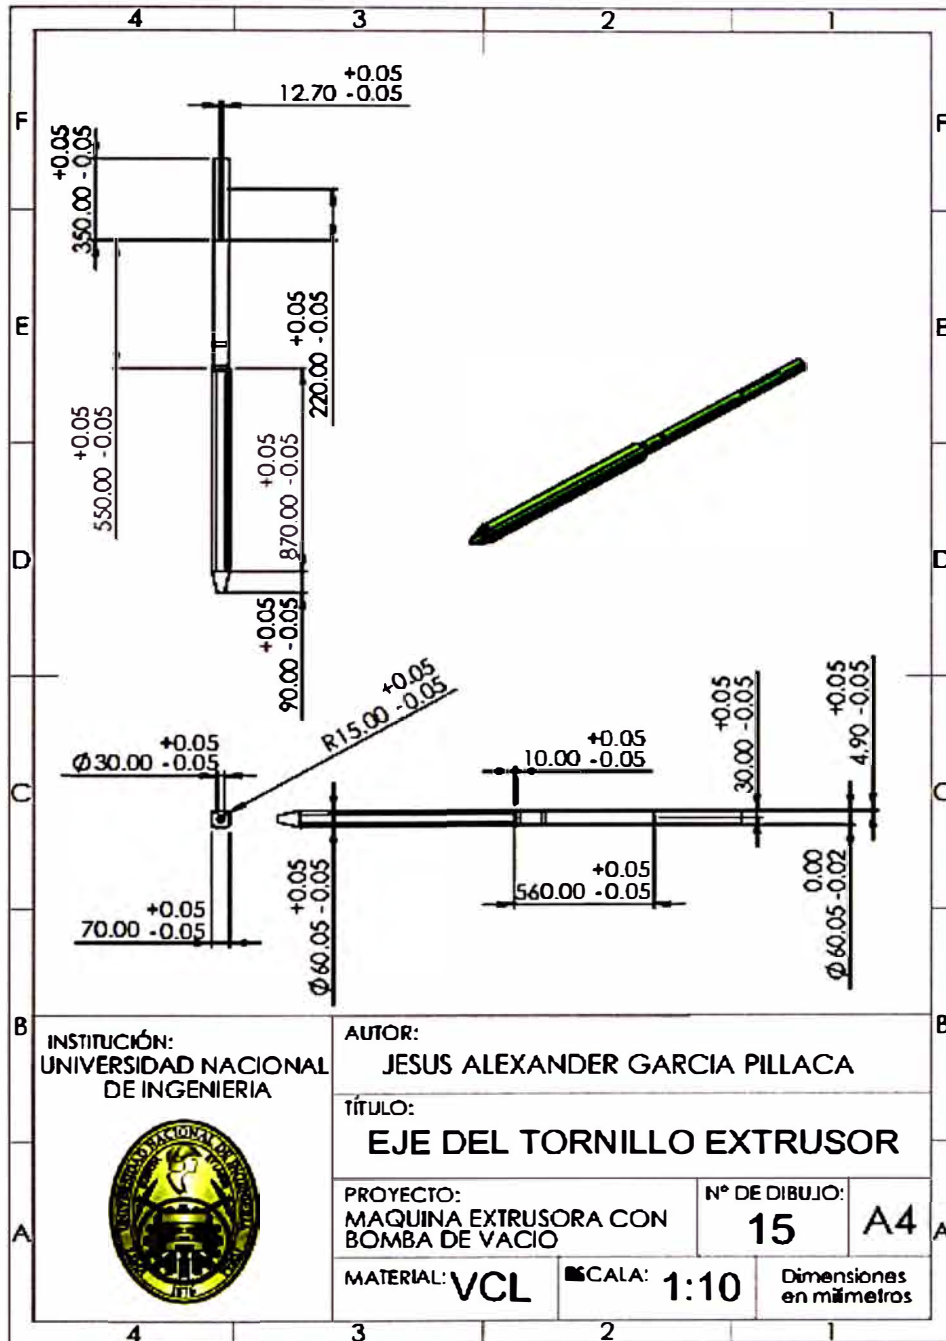 4 3 2 1
F F
E E
D D
C C
B B
A A
+0.05
12.70 -0.05
+0.05
350.00 -0.05
+0.05
220.00 -0.05
+0.05
550.00 -0.05
+0.05
870.00 -0.05
+0.05
90.00 -0.05
+0.05
R15.00 -0.05
+0.05
Ø30.00 -0.05
+0.05
10.00 -0.05
+0.05
30.00 -0.05
+0.05
4.90 -0.05
+0.05
560.00 -0.05
+0.05
70.00 -0.05
+0.05
Ø60.05 -0.05
0.00
Ø60.05 -0.02
INSTITUCIÓN:
UNIVERSIDAD NACIONAL
DE INGENIERIA
1876
AUTOR:
JESUS ALEXANDER GARCIA PILLACA
TÍTULO:
EJE DEL TORNILLO EXTRUSOR
PROYECTO:
MAQUINA EXTRUSORA CON
BOMBA DE VACIO
Nº DE DIBUJO:
15
A4
MATERIAL: VCL
ESCALA: 1:10
Dimensiones
en milímetros
4 3 2 1